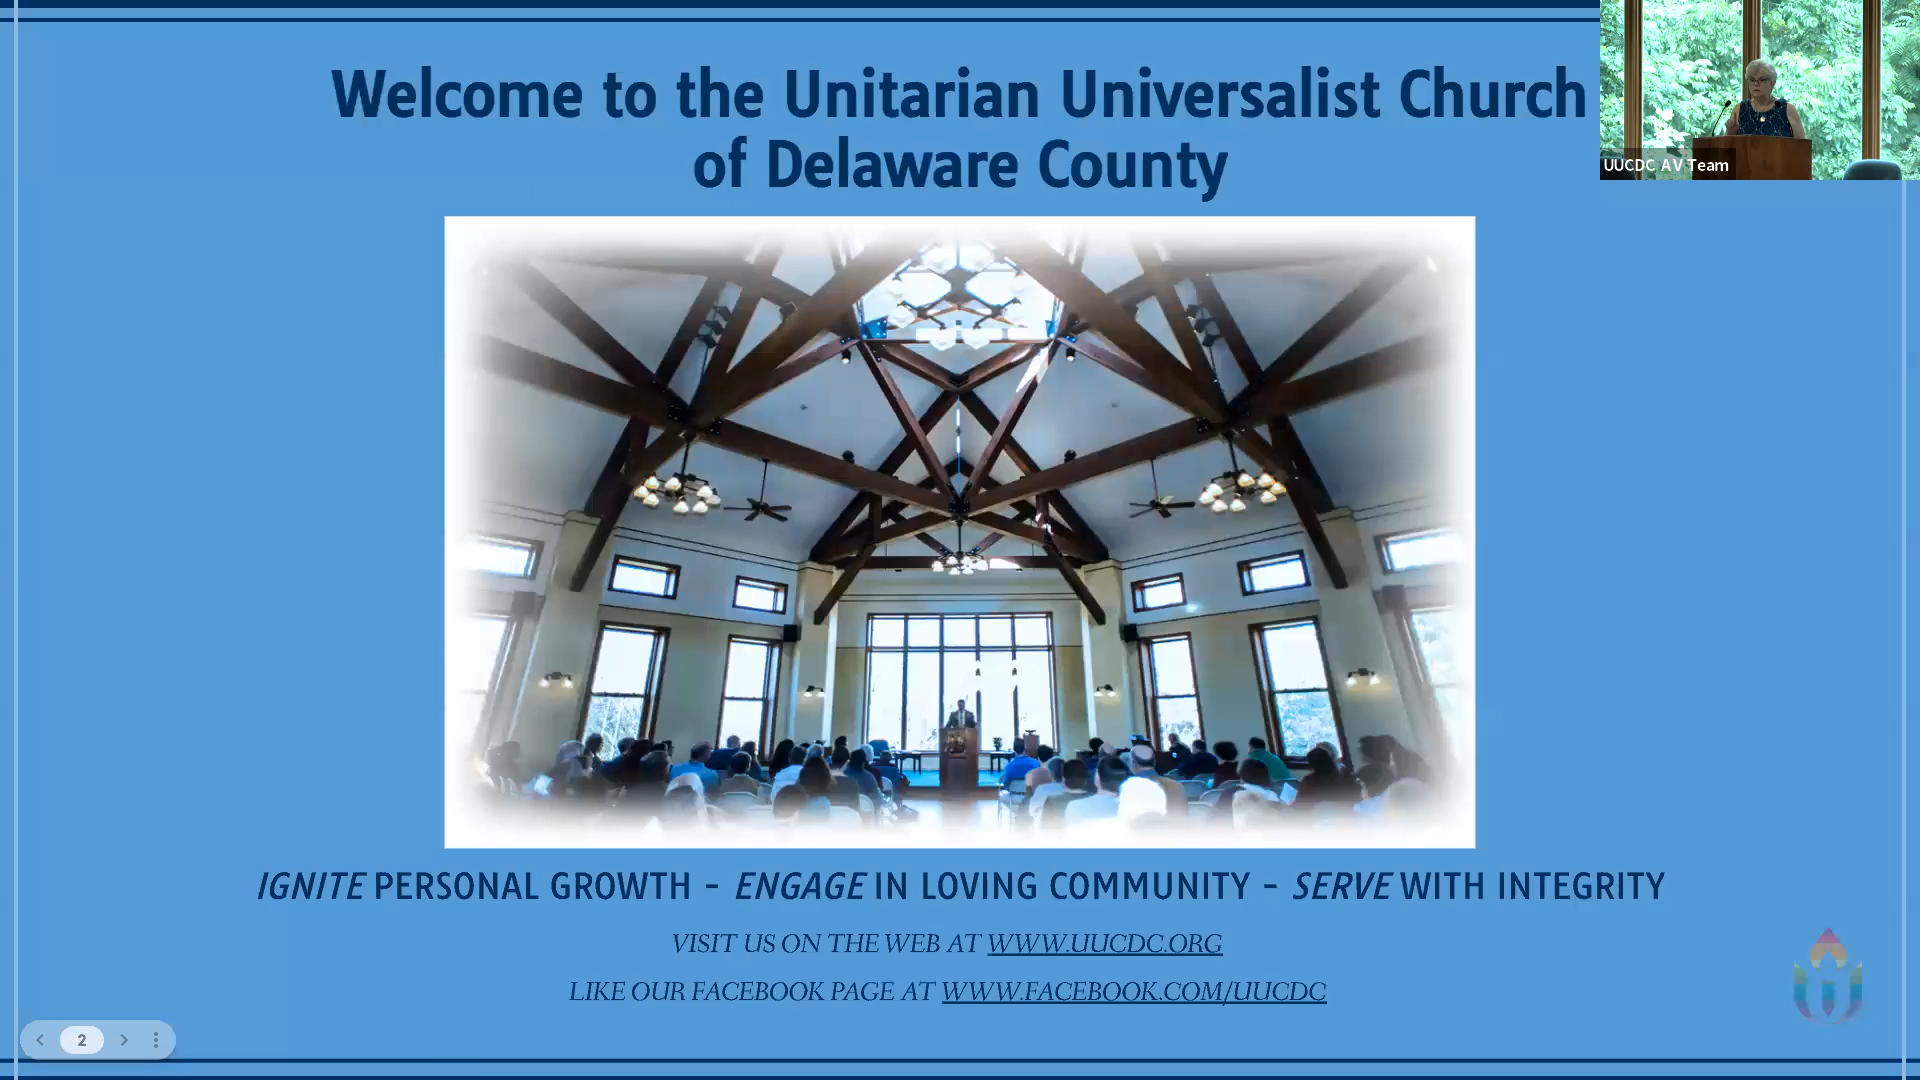 Welcome to the Unitarian Universalist Church
of Delaware County
UUCDC AV Team
IGNITE PERSONAL GROWTH - ENGAGE IN LOVING COMMUNITY - SERVE WITH INTEGRITY
VISIT US ON THE WEB AT WWW.UUCDC.ORG
LIKE OUR FACEBOOK PAGE AT WWW.FACEBOOK.COM/UUCDC
2